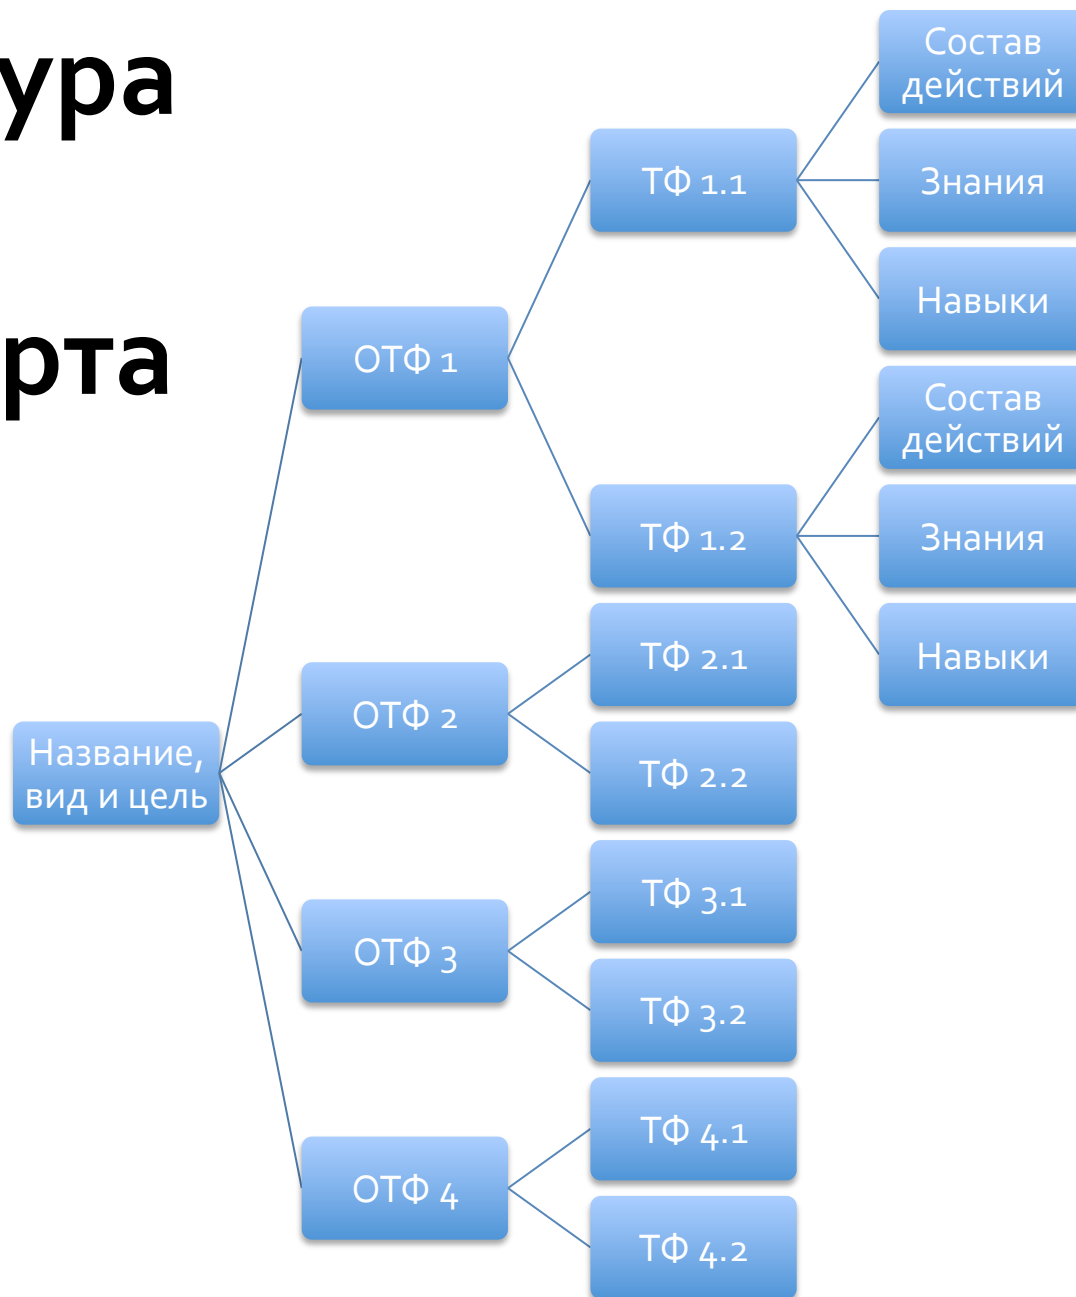 ура
рта
Название,
вид и цель
ОТФ 1
ТФ 1.1
Состав
действий
Знания
Навыки
ТФ 1.2
Состав
действий
Знания
Навыки
ОТФ 2
ТФ 2.1
ТФ 2.2
ОТФ 3
ТФ 3.1
ТФ 3.2
ОТФ 4
ТФ 4.1
ТФ 4.2